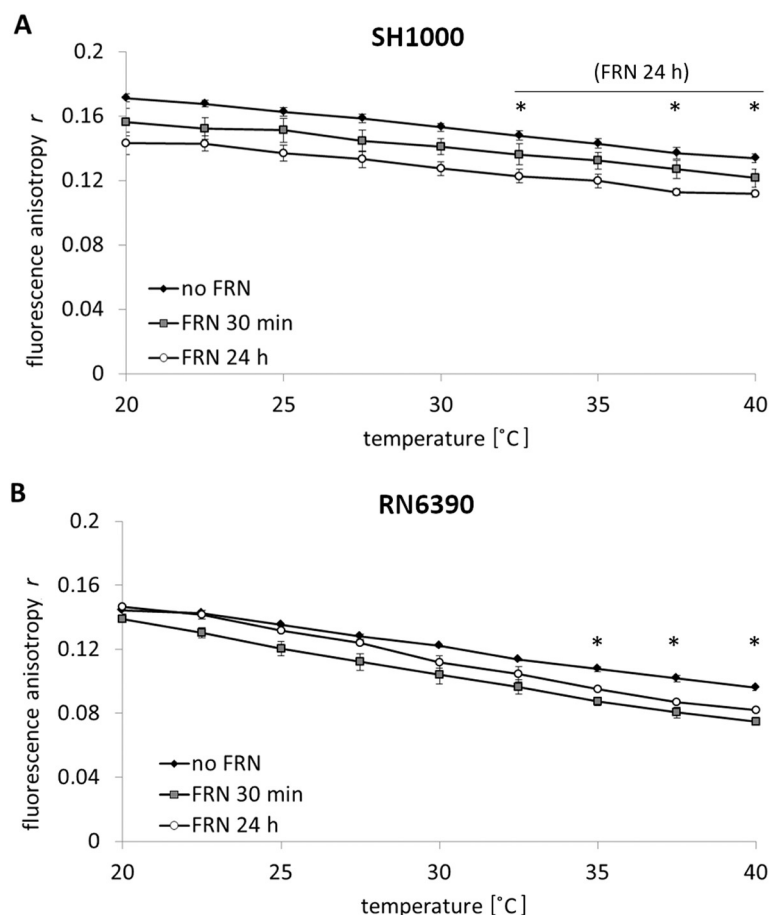 A
SH1000
(FRN 24 h)
* * *
0.2
0.16
0.12
0.08
0.04
0
fluorescence anisotropy r
no FRN
FRN 30 min
FRN 24 h
20 25 30 35 40
temperature [˚C]
B
RN6390
* * *
0.2
0.16
0.12
0.08
0.04
0
fluorescence anisotropy r
no FRN
FRN 30 min
FRN 24 h
20 25 30 35 40
temperature [˚C]